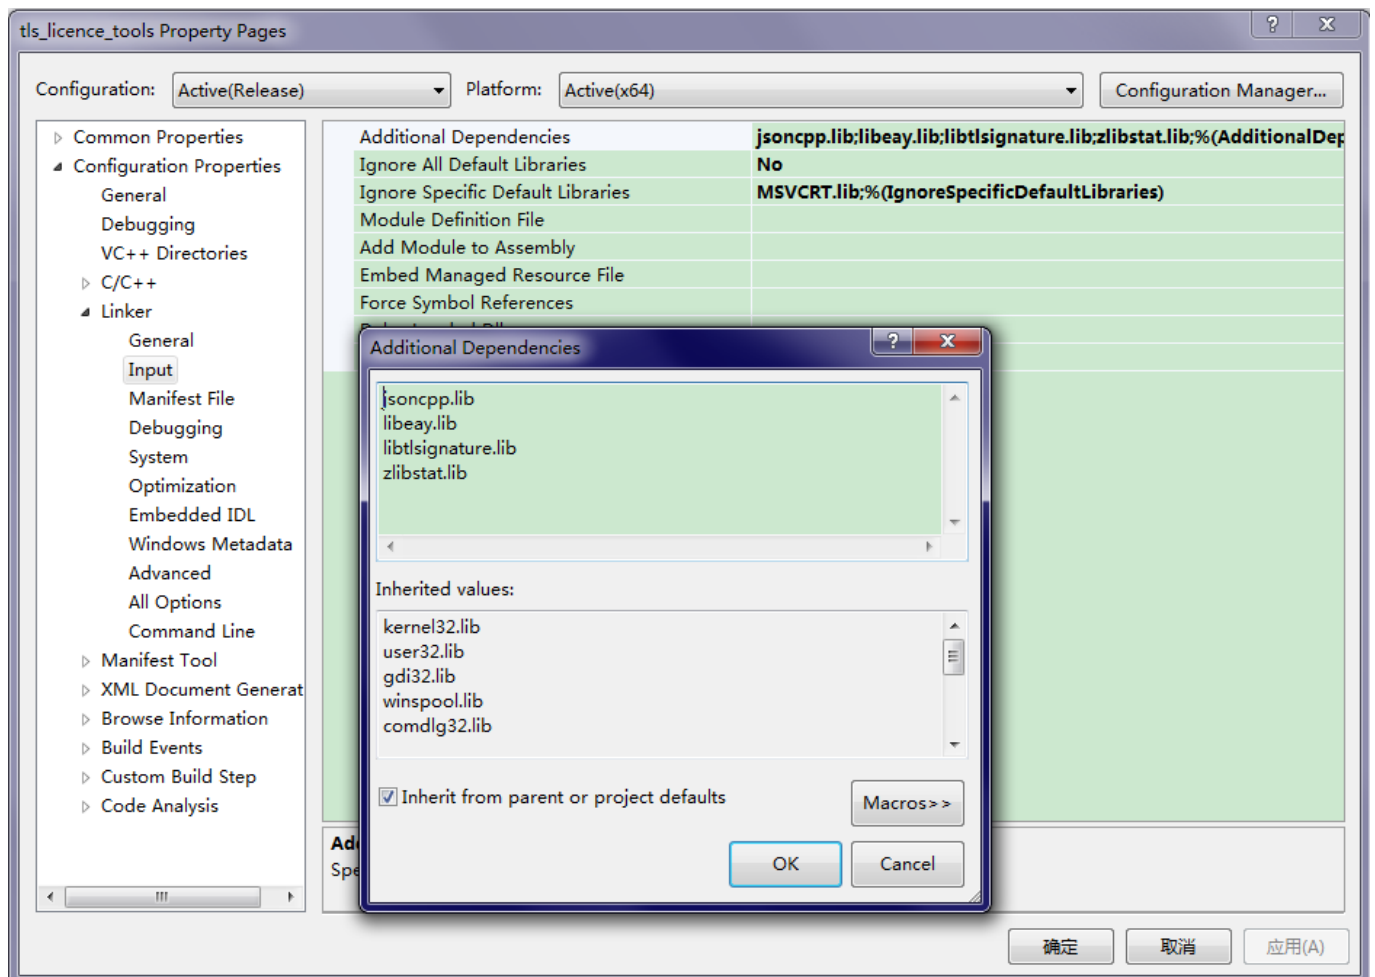 tls_licence_tools Property Pages
Configuration: Active(Release) Platform: Active(x64) Configuration Manager...
Common Properties
Configuration Properties
General
Debugging
VC++ Directories
C/C++
Linker
General
Input
Manifest File
Debugging
System
Optimization
Embedded IDL
Windows Metadata
Advanced
All Options
Command Line
Manifest Tool
XML Document Generat
Browse Information
Build Events
Custom Build Step
Code Analysis
Additional Dependencies jsoncpp.lib;libeay.lib;libtlsignature.lib;zlibstat.lib;%(AdditionalDep
Ignore All Default Libraries No
Ignore Specific Default Libraries MSVCRT.lib;%(IgnoreSpecificDefaultLibraries)
Module Definition File
Add Module to Assembly
Embed Managed Resource File
Force Symbol References
Additional Dependencies
jsoncpp.lib
libeay.lib
libtlsignature.lib
zlibstat.lib
Inherited values:
kernel32.lib
user32.lib
gdi32.lib
winspool.lib
comdlg32.lib
Inherit from parent or project defaults
Macros>>
OK Cancel
Ad
Spe
确定 取消 应用(A)